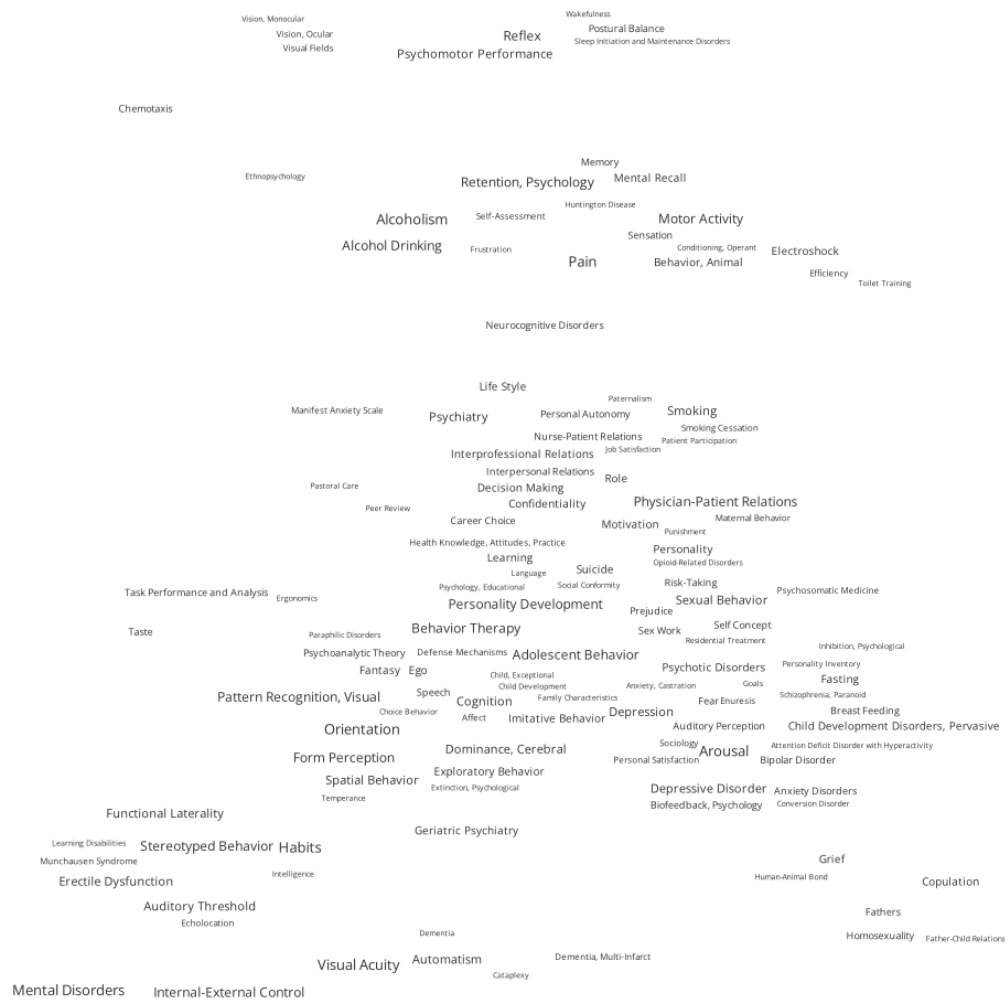 Wakefulness
Vision, Monocular
Postural Balance
Vision, Ocular
Reflex
Sleep Initiation and Maintenance Disorders
Visual Fields
Psychomotor Performance
Chemotaxis
Memory
Ethnopsychology
Mental Recall
Retention, Psychology
Huntington Disease
Self-Assessment
Alcoholism
Motor Activity
Sensation
Alcohol Drinking
Conditioning, Operant
Frustration
Electroshock
Pain
Behavior, Animal
Efficiency
Toilet Training
Neurocognitive Disorders
Life Style
Paternalism
Manifest Anxiety Scale
Smoking
Personal Autonomy
Psychiatry
Smoking Cessation
Nurse-Patient Relations
Patient Participation
Job Satisfaction
Interprofessional Relations
Interpersonal Relations
Role
Pastoral Care
Decision Making
Physician-Patient Relations
Confidentiality
Peer Review
Maternal Behavior
Career Choice
Motivation
Punishment
Health Knowledge, Attitudes, Practice
Personality
Learning
Opioid-Related Disorders
Suicide
Language
Risk-Taking
Social Conformity
Psychology, Educational
Psychosomatic Medicine
Task Performance and Analysis
Ergonomics
Sexual Behavior
Personality Development
Prejudice
Self Concept
Behavior Therapy
Sex Work
Taste
Paraphilic Disorders
Residential Treatment
Inhibition, Psychological
Defense Mechanisms
Psychoanalytic Theory
Adolescent Behavior
Personality Inventory
Psychotic Disorders
Fantasy
Ego
Child, Exceptional
Fasting
Goals
Anxiety, Castration
Child Development
Speech
Schizophrenia, Paranoid
Pattern Recognition, Visual
Family Characteristics
Cognition
Fear
Enuresis
Breast Feeding
Choice Behavior
Depression
Affect
Imitative Behavior
Auditory Perception
Child Development Disorders, Pervasive
Orientation
Sociology
Attention Deficit Disorder with Hyperactivity
Dominance, Cerebral
Arousal
Form Perception
Personal Satisfaction
Bipolar Disorder
Exploratory Behavior
Spatial Behavior
Extinction, Psychological
Depressive Disorder
Anxiety Disorders
Temperance
Biofeedback, Psychology
Conversion Disorder
Functional Laterality
Geriatric Psychiatry
Learning Disabilities
Stereotyped Behavior
Habits
Munchausen Syndrome
Grief
Intelligence
Human-Animal Bond
Erectile Dysfunction
Copulation
Auditory Threshold
Fathers
Echolocation
Dementia
Homosexuality
Father-Child Relations
Dementia, Multi-Infarct
Automatism
Visual Acuity
Cataplexy
Mental Disorders
Internal-External Control